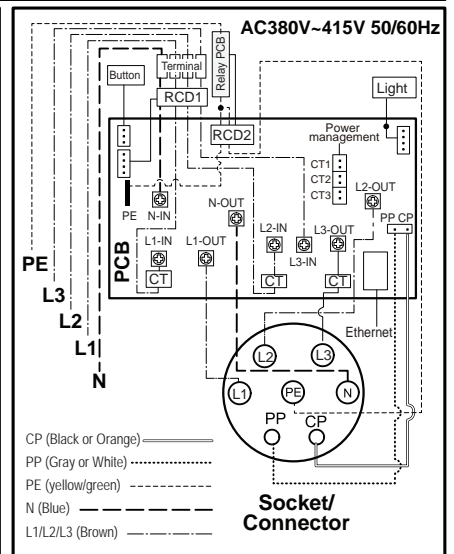 AC380V~415V 50/60Hz
Relay PCB
Terminal
Button
RCD1
Light
RCD2
Power
management
CT1
CT2
CT3
PE
N-IN
N-OUT
L2-OUT
PP CP
L1-IN
L1-OUT
L2-IN
L3-OUT
L3-IN
CT
CT
CT
PCB
Ethernet
PE
L3
L2
L1
N
L2
L3
L1
PE
N
PP
CP
CP (Black or Orange)
PP (Gray or White)
PE (yellow/green)
N (Blue)
L1/L2/L3 (Brown)
Socket/
Connector